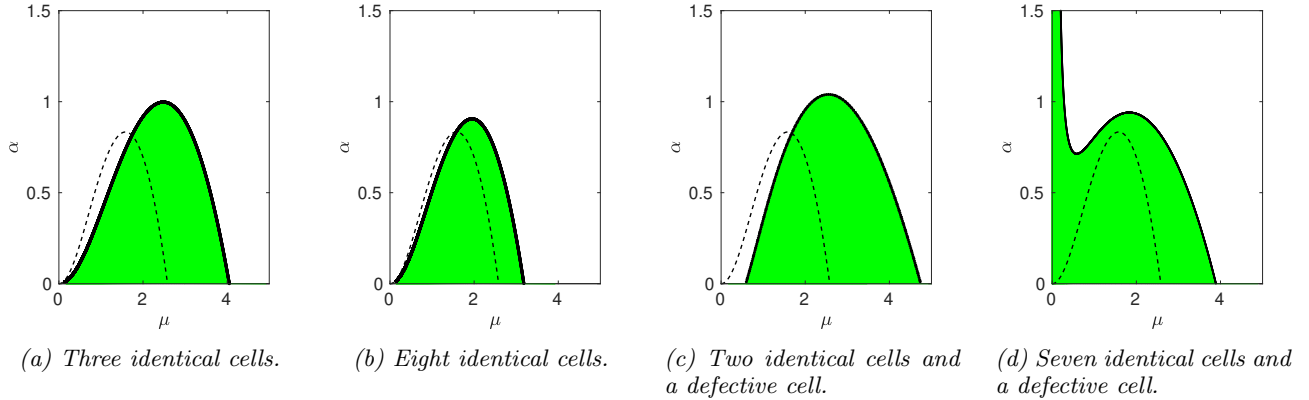 1.5
1
α
0.5
0
0 2 4
μ
(a) Three identical cells.
1.5
1
α
0.5
0
0 2 4
μ
(b) Eight identical cells.
1.5
1
α
0.5
0
0 2 4
μ
(c) Two identical cells and
a defective cell.
1.5
1
α
0.5
0
0 2 4
μ
(d) Seven identical cells and
a defective cell.